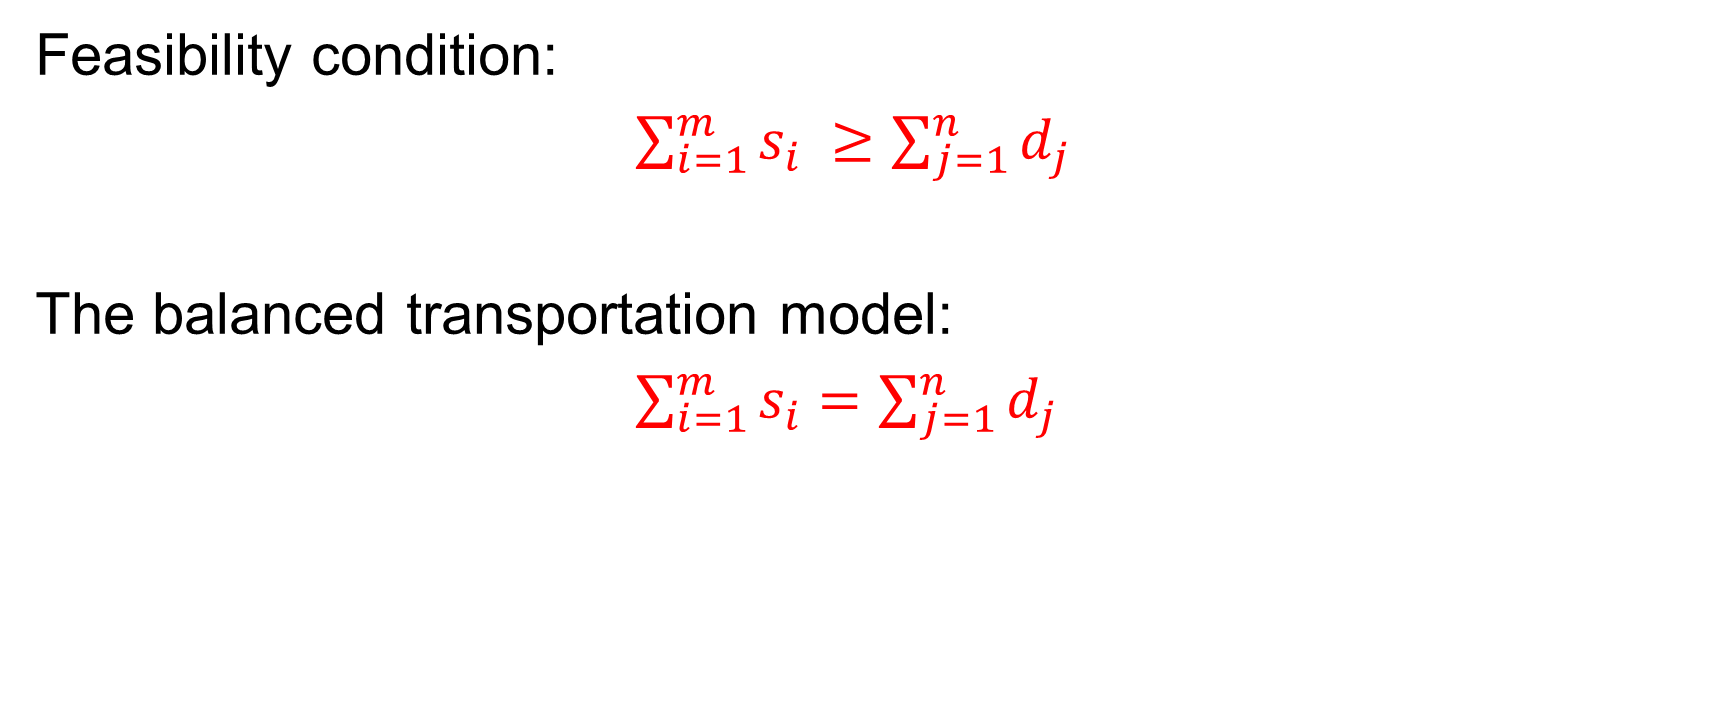 Feasibility condition:
∑ᵢ₌₁ᵐ sᵢ ≥ ∑ⱼ₌₁ⁿ dⱼ
The balanced transportation model:
∑ᵢ₌₁ᵐ sᵢ = ∑ⱼ₌₁ⁿ dⱼ